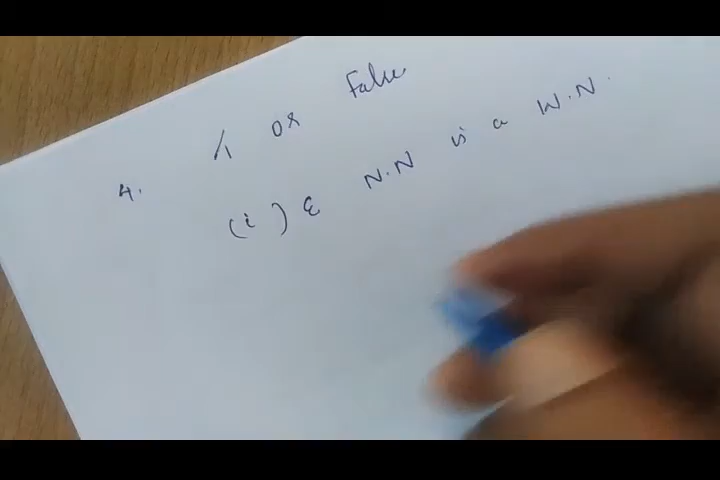 4. or False
(i) ε N.N is a W.N.